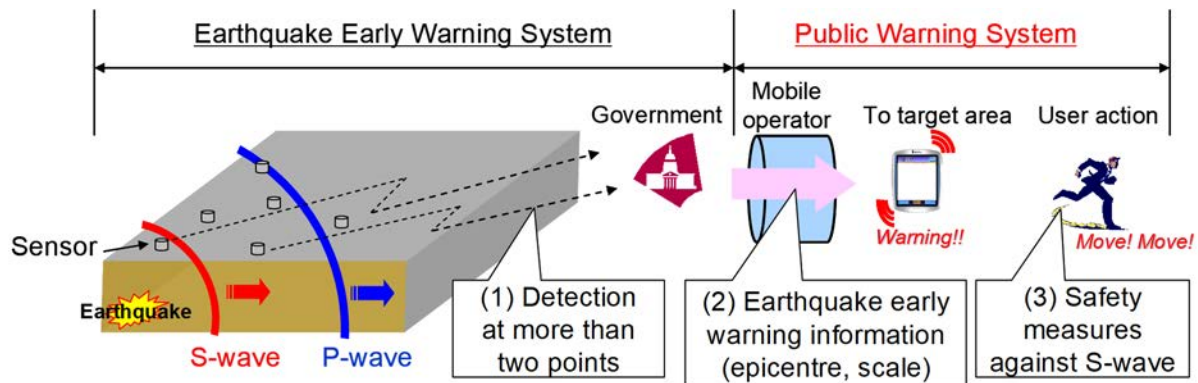 Earthquake Early Warning System
Public Warning System
Government
Mobile
operator
To target area
User action
Sensor
Earthquake
S-wave
P-wave
Warning!!
Move! Move!
(1) Detection
at more than
two points
(2) Earthquake early
warning information
(epicentre, scale)
(3) Safety
measures
against S-wave